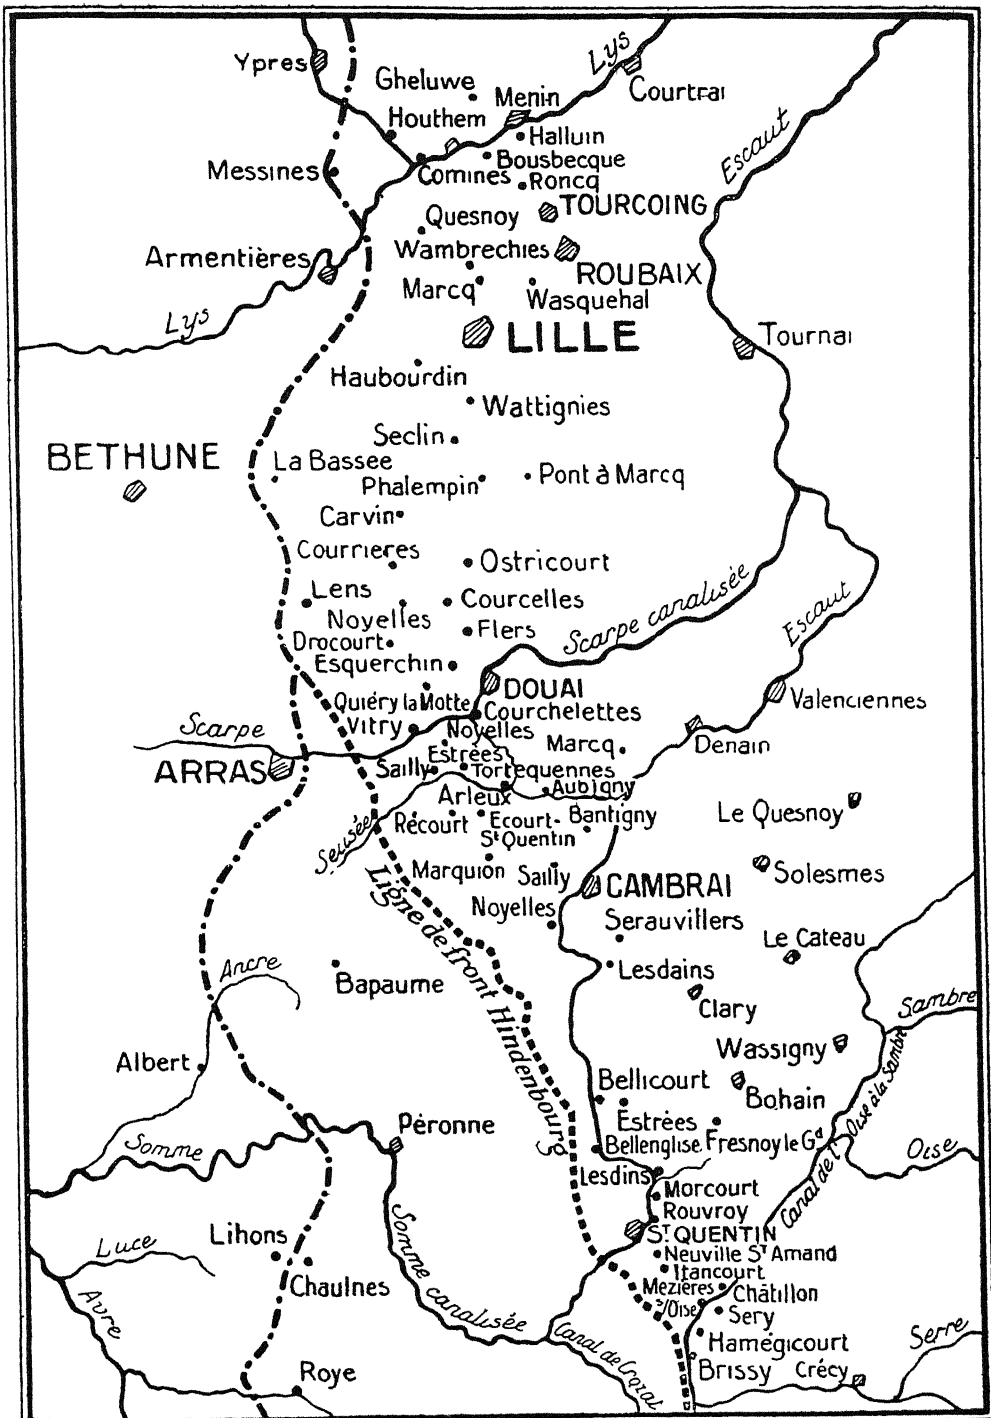 Ypres
Lys
Gheluwe
Menin
Courtrai
Houthem
Halluin
Escaut
Bousbecque
Messines
Comines
Roncq
Quesnoy
TOURCOING
Wambrechies
Armentières
ROUBAIX
Marcq
Wasquehal
Lys
LILLE
Tournai
Haubourdin
Wattignies
Seclin
BETHUNE
La Bassee
Phalempin
Pont à Marcq
Carvin
Courrieres
Ostricourt
Lens
Courcelles
Scarpe canalisée
Escaut
Noyelles
Flers
Drocourt
Esquerchin
DOUAI
Quiéry la Motte
Valenciennes
Courchelettes
Scarpe
Vitry
Noyelles
Marcq
Denain
Estrées
ARRAS
Sailly
Tortequennes
Aubigny
Arleux
Le Quesnoy
Sensée
Récourt
Ecourt-
St Quentin
Bantigny
Marquion
Sailly
Solesmes
CAMBRAI
Ligne de front Hindenbourg
Noyelles
Serauvillers
Le Cateau
Ancre
Bapaume
Lesdains
Clary
Sambre
Albert
Wassigny
Bellicourt
Bohain
Canal de l'Oise à la Sambre
Péronne
Estrées
Somme
Bellenglise
Fresnoy le Gd
Oise
Lesdins
Morcourt
Rouvroy
Lihons
ST QUENTIN
Luce
Somme canalisée
Neuville St Amand
Itancourt
Chaulnes
Mezières
s/Oise
Châtillon
Avre
Sery
Canal de Crozat
Hamégicourt
Serre
Roye
Brissy
Crécy